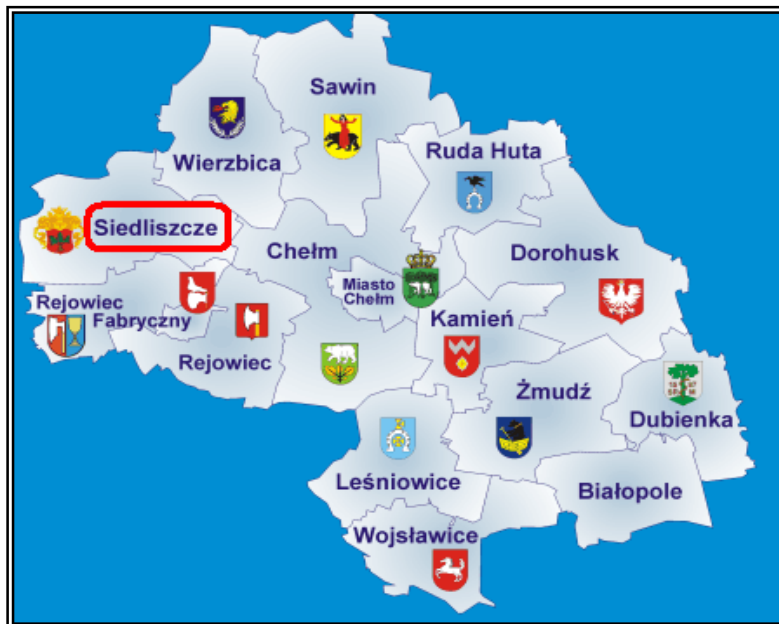 Sawin
Wierzbica
Ruda Huta
Siedliszcze
Chełm
Dorohusk
Miasto
Chełm
Rejowiec
Fabryczny
Kamień
Rejowiec
Żmudź
Dubienka
Leśniowice
Białopole
Wojsławice